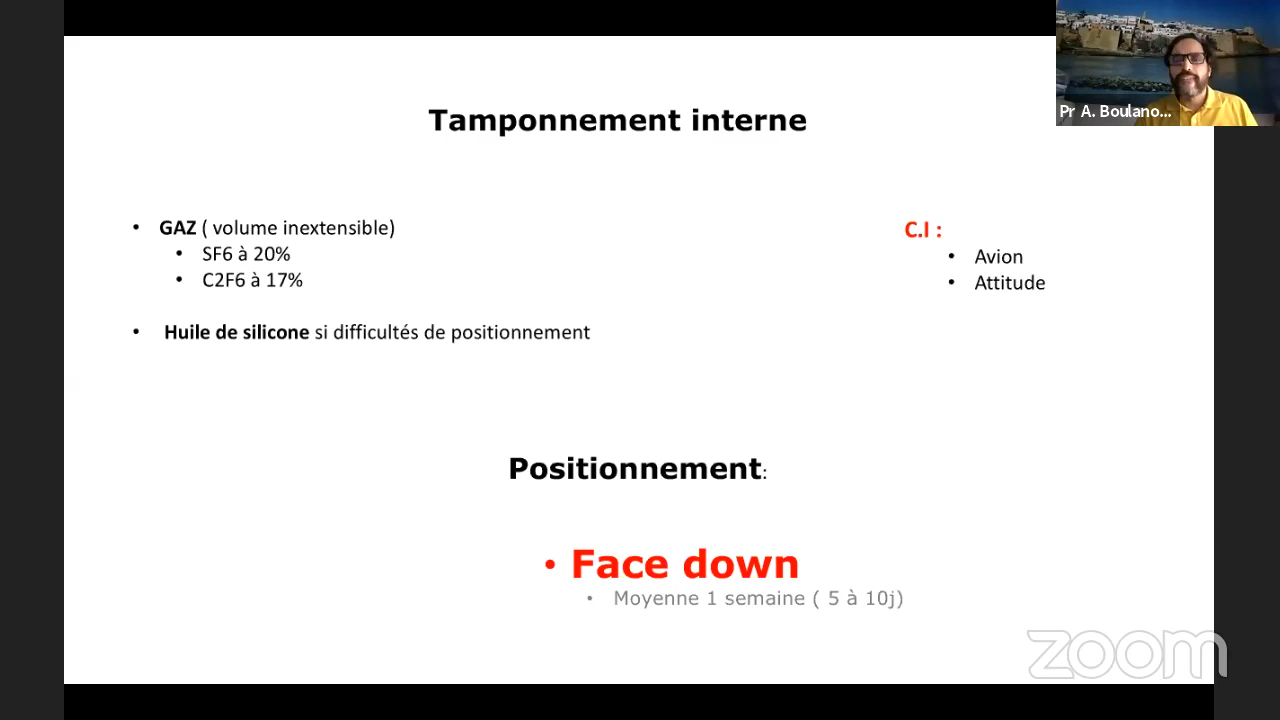 Pr A. Boulano...
Tamponnement interne
• GAZ ( volume inextensible)
• SF6 à 20%
• C2F6 à 17%
• Huile de silicone si difficultés de positionnement
C.I :
• Avion
• Attitude
Positionnement:
• Face down
• Moyenne 1 semaine ( 5 à 10j)
zoom